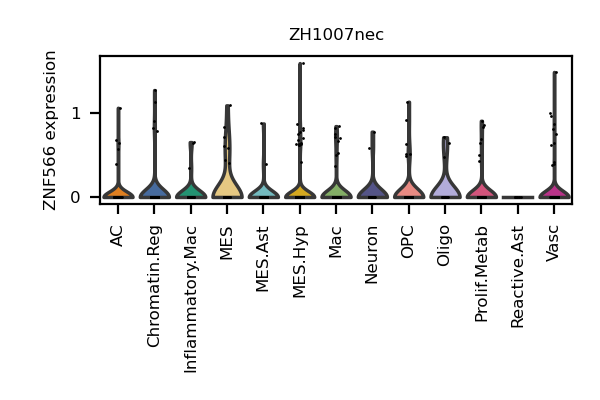 ZH1007nec
ZNF566 expression
1
0
AC
Chromatin.Reg
Inflammatory.Mac
MES
MES.Ast
MES.Hyp
Mac
Neuron
OPC
Oligo
Prolif.Metab
Reactive.Ast
Vasc